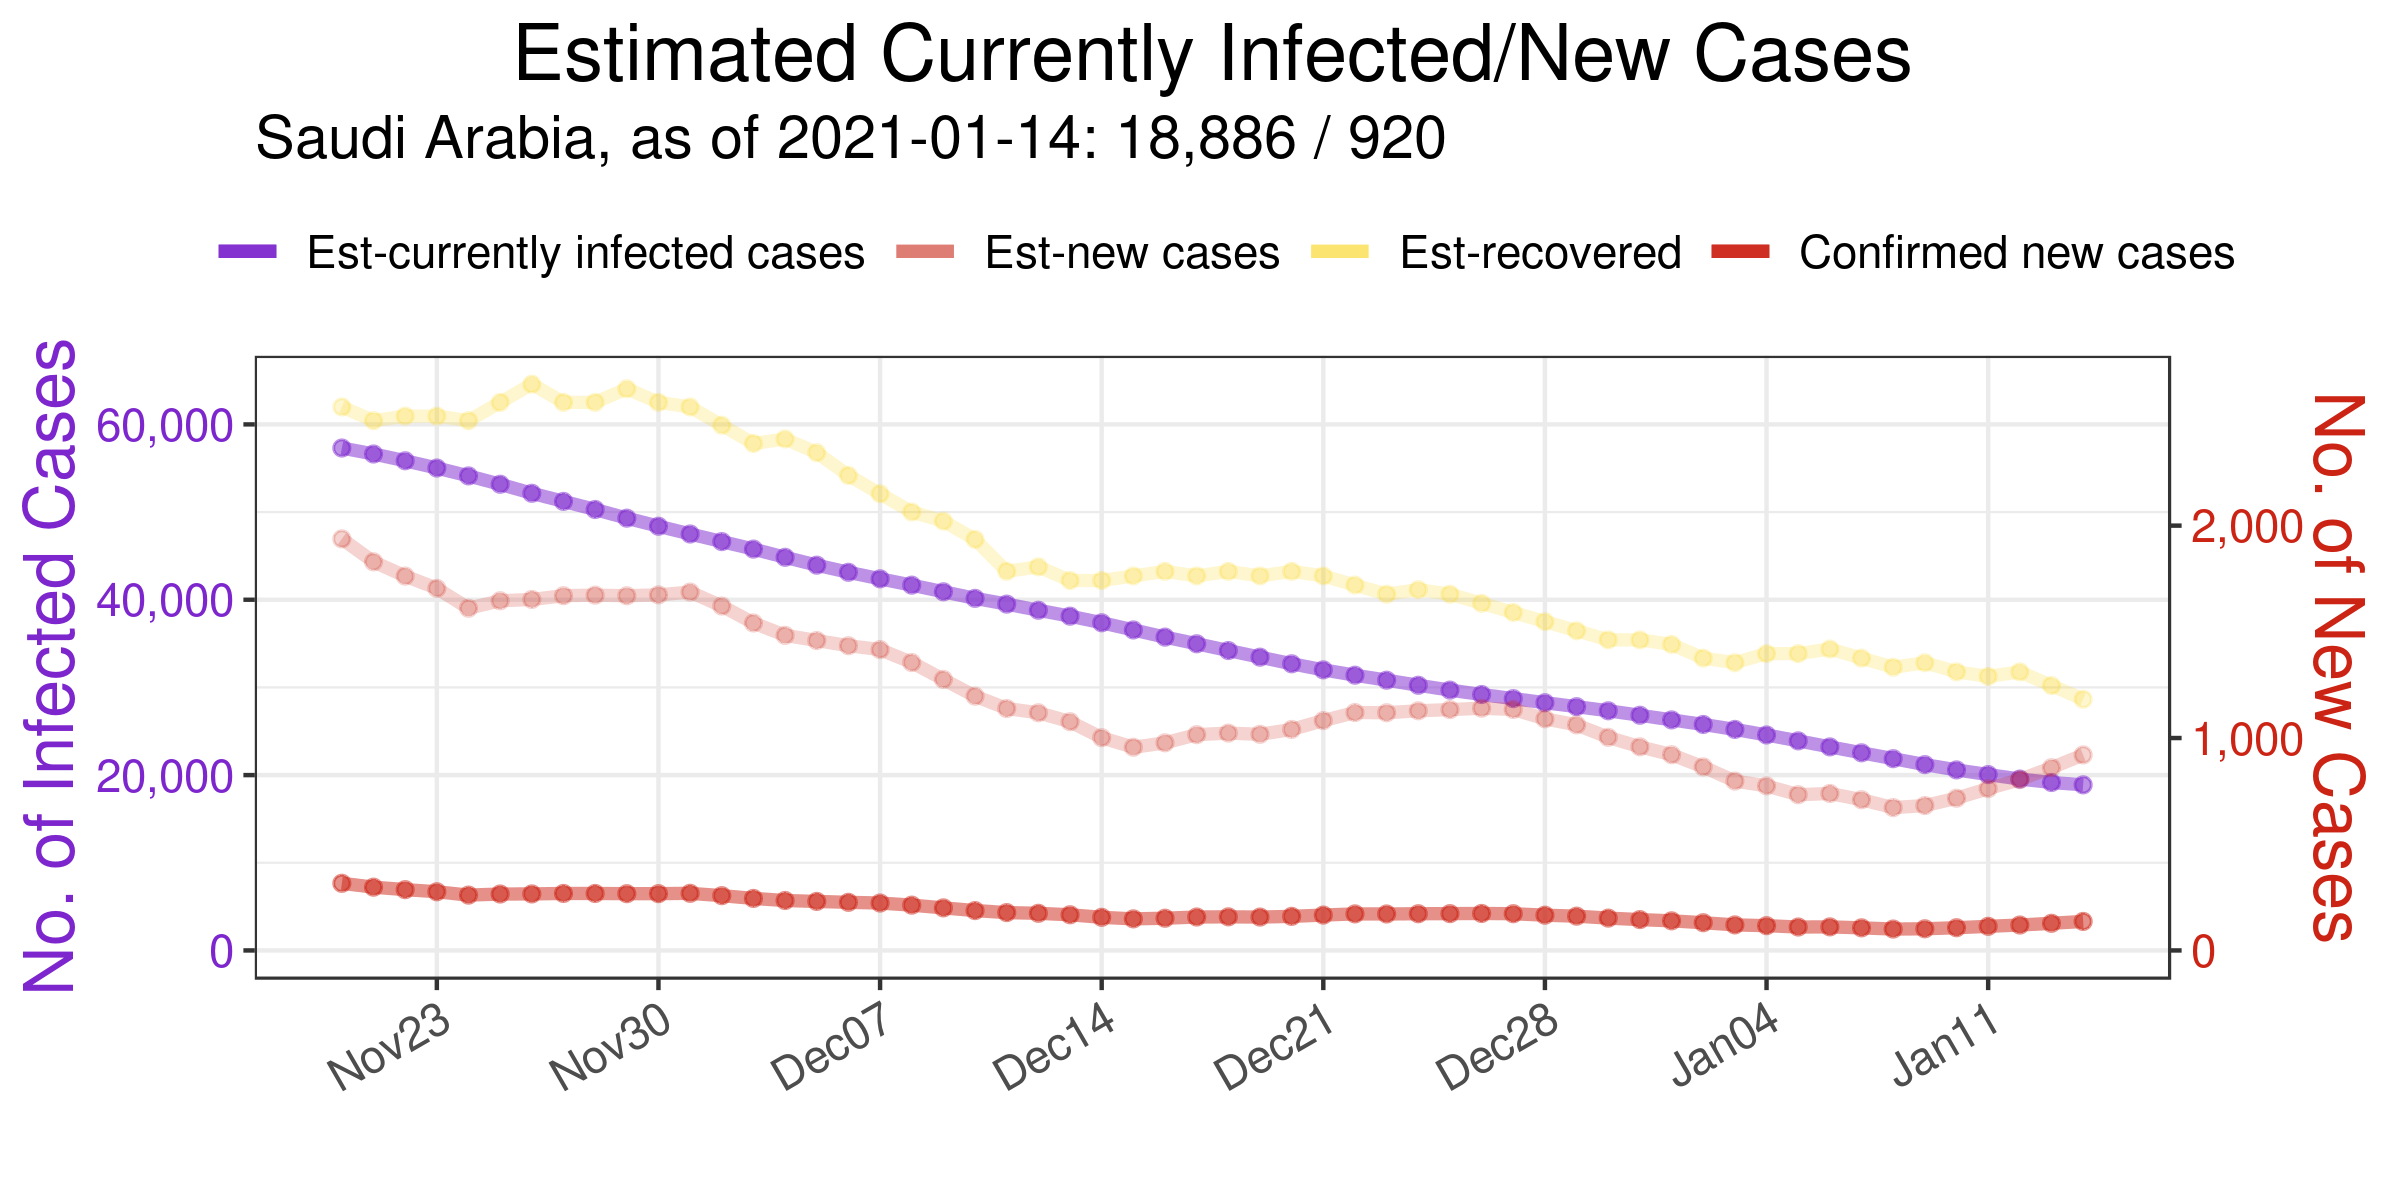 Estimated Currently Infected/New Cases
Saudi Arabia, as of 2021-01-14: 18,886 / 920
Est-currently infected cases Est-new cases Est-recovered Confirmed new cases
No. of Infected Cases
60,000
40,000
20,000
0
2,000
1,000
0
No. of New Cases
Nov23 Nov30 Dec07 Dec14 Dec21 Dec28 Jan04 Jan11